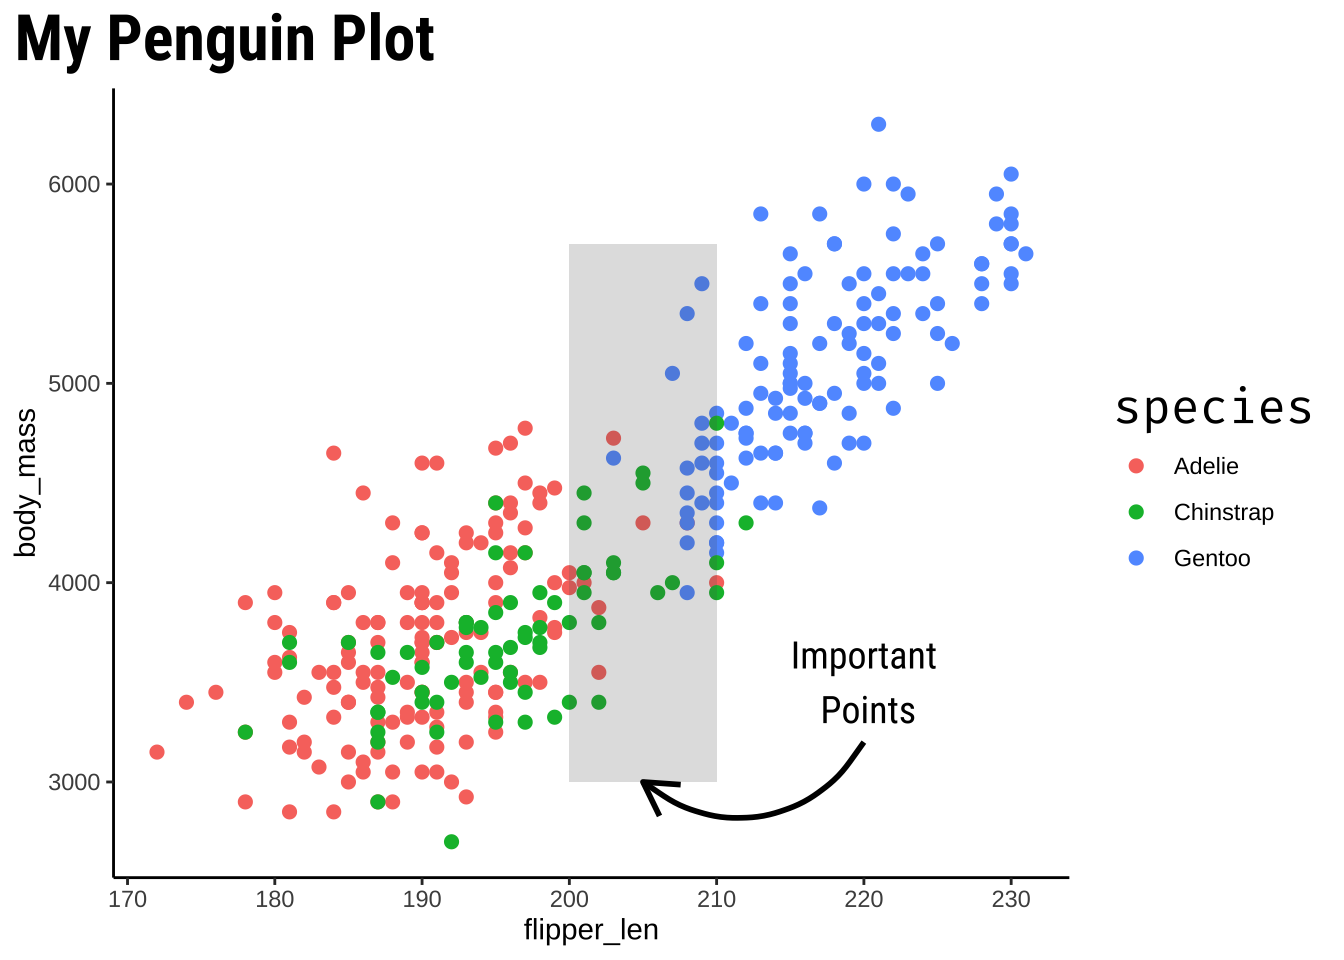 My Penguin Plot
6000
5000
4000
3000
body_mass
170 180 190 200 210 220 230
flipper_len
Important
Points
species
Adelie
Chinstrap
Gentoo